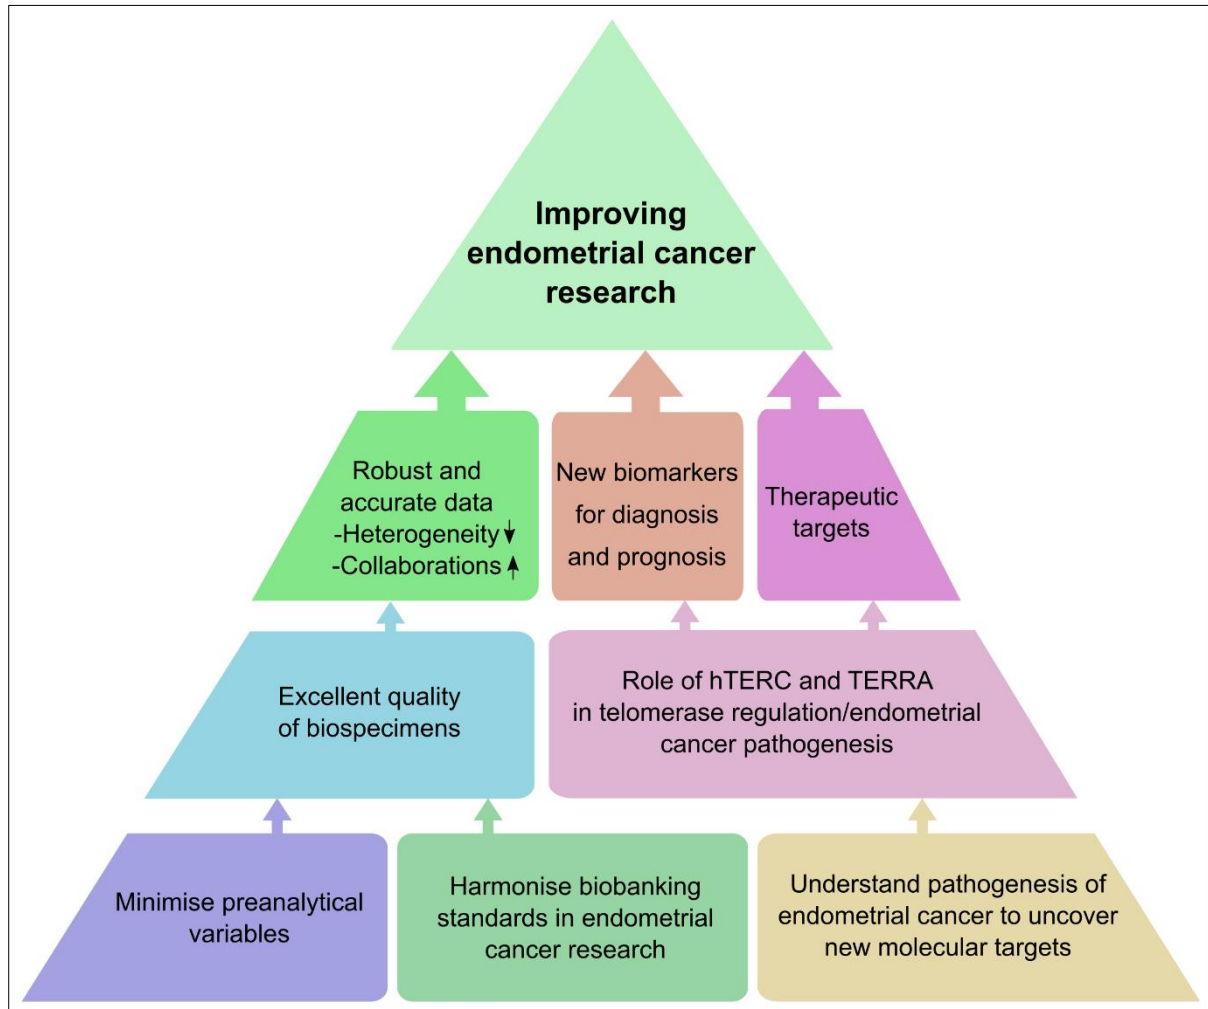 Improving
endometrial cancer
research
Robust and
accurate data
-Heterogeneity↓
-Collaborations↑
New biomarkers
for diagnosis
and prognosis
Therapeutic
targets
Excellent quality
of biospecimens
Role of hTERC and TERRA
in telomerase regulation/endometrial
cancer pathogenesis
Minimise preanalytical
variables
Harmonise biobanking
standards in endometrial
cancer research
Understand pathogenesis of
endometrial cancer to uncover
new molecular targets